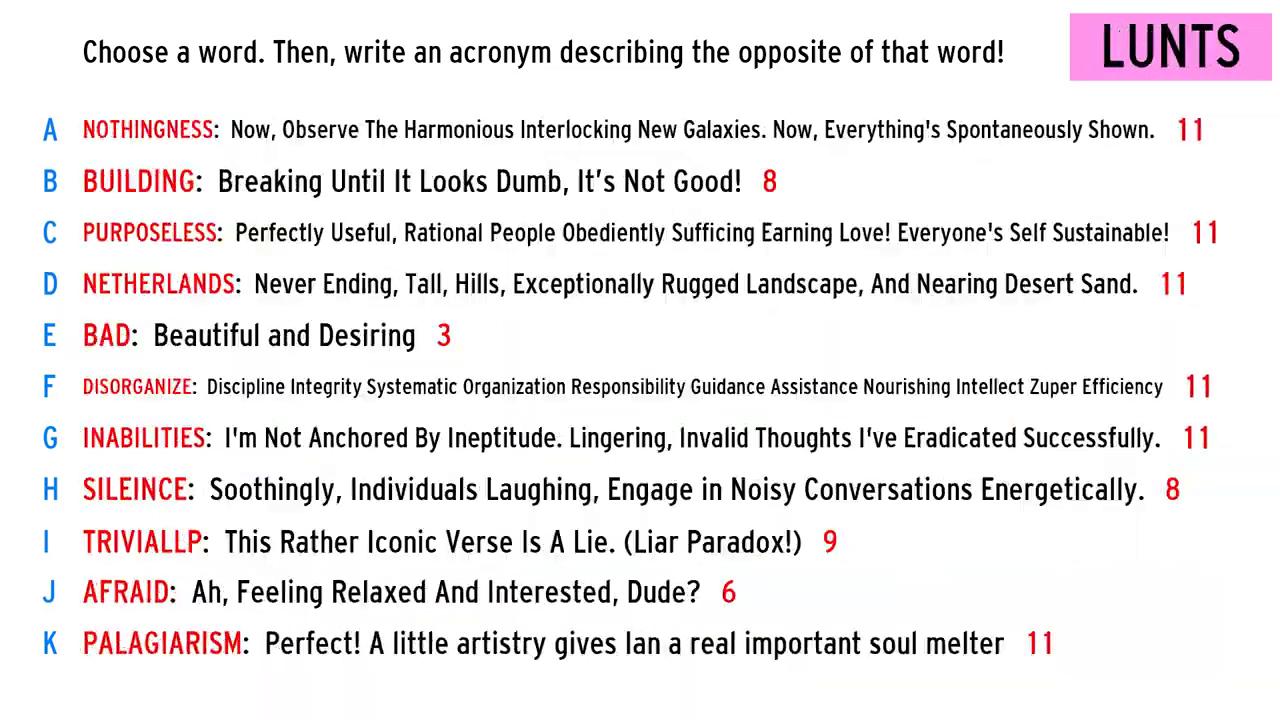 Choose a word. Then, write an acronym describing the opposite of that word!
LUNTS
A NOTHINGNESS: Now, Observe The Harmonious Interlocking New Galaxies. Now, Everything's Spontaneously Shown. 11
B BUILDING: Breaking Until It Looks Dumb, It’s Not Good! 8
C PURPOSELESS: Perfectly Useful, Rational People Obediently Sufficing Earning Love! Everyone's Self Sustainable! 11
D NETHERLANDS: Never Ending, Tall, Hills, Exceptionally Rugged Landscape, And Nearing Desert Sand. 11
E BAD: Beautiful and Desiring 3
F DISORGANIZE: Discipline Integrity Systematic Organization Responsibility Guidance Assistance Nourishing Intellect Zuper Efficiency 11
G INABILITIES: I'm Not Anchored By Ineptitude. Lingering, Invalid Thoughts I've Eradicated Successfully. 11
H SILEINCE: Soothingly, Individuals Laughing, Engage in Noisy Conversations Energetically. 8
I TRIVIALLP: This Rather Iconic Verse Is A Lie. (Liar Paradox!) 9
J AFRAID: Ah, Feeling Relaxed And Interested, Dude? 6
K PALAGIARISM: Perfect! A little artistry gives Ian a real important soul melter 11